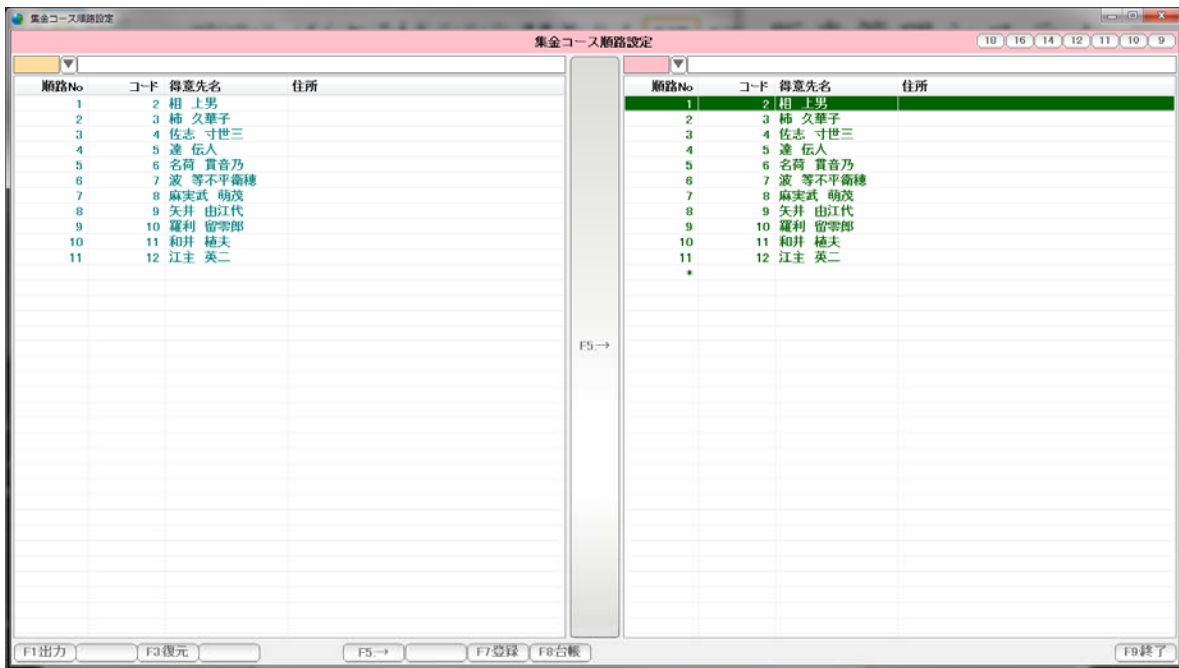 集金コース順路設定
集金コース順路設定
18 16 14 12 11 10 9
順路No コード 得意先名 住所
1 2 相 上男
2 3 柿 久華子
3 4 佐志 寸世三
4 5 達 伝人
5 6 名荷 貫音乃
6 7 波 等不平衛穂
7 8 麻実武 萌茂
8 9 矢井 由江代
9 10 羅利 留零郎
10 11 和井 植夫
11 12 江主 英二
F5:→
順路No コード 得意先名 住所
1 2 相 上男
2 3 柿 久華子
3 4 佐志 寸世三
4 5 達 伝人
5 6 名荷 貫音乃
6 7 波 等不平衛穂
7 8 麻実武 萌茂
8 9 矢井 由江代
9 10 羅利 留零郎
10 11 和井 植夫
11 12 江主 英二
*
F1出力 F3復元 F5:→ F7登録 F8台帳 F9終了